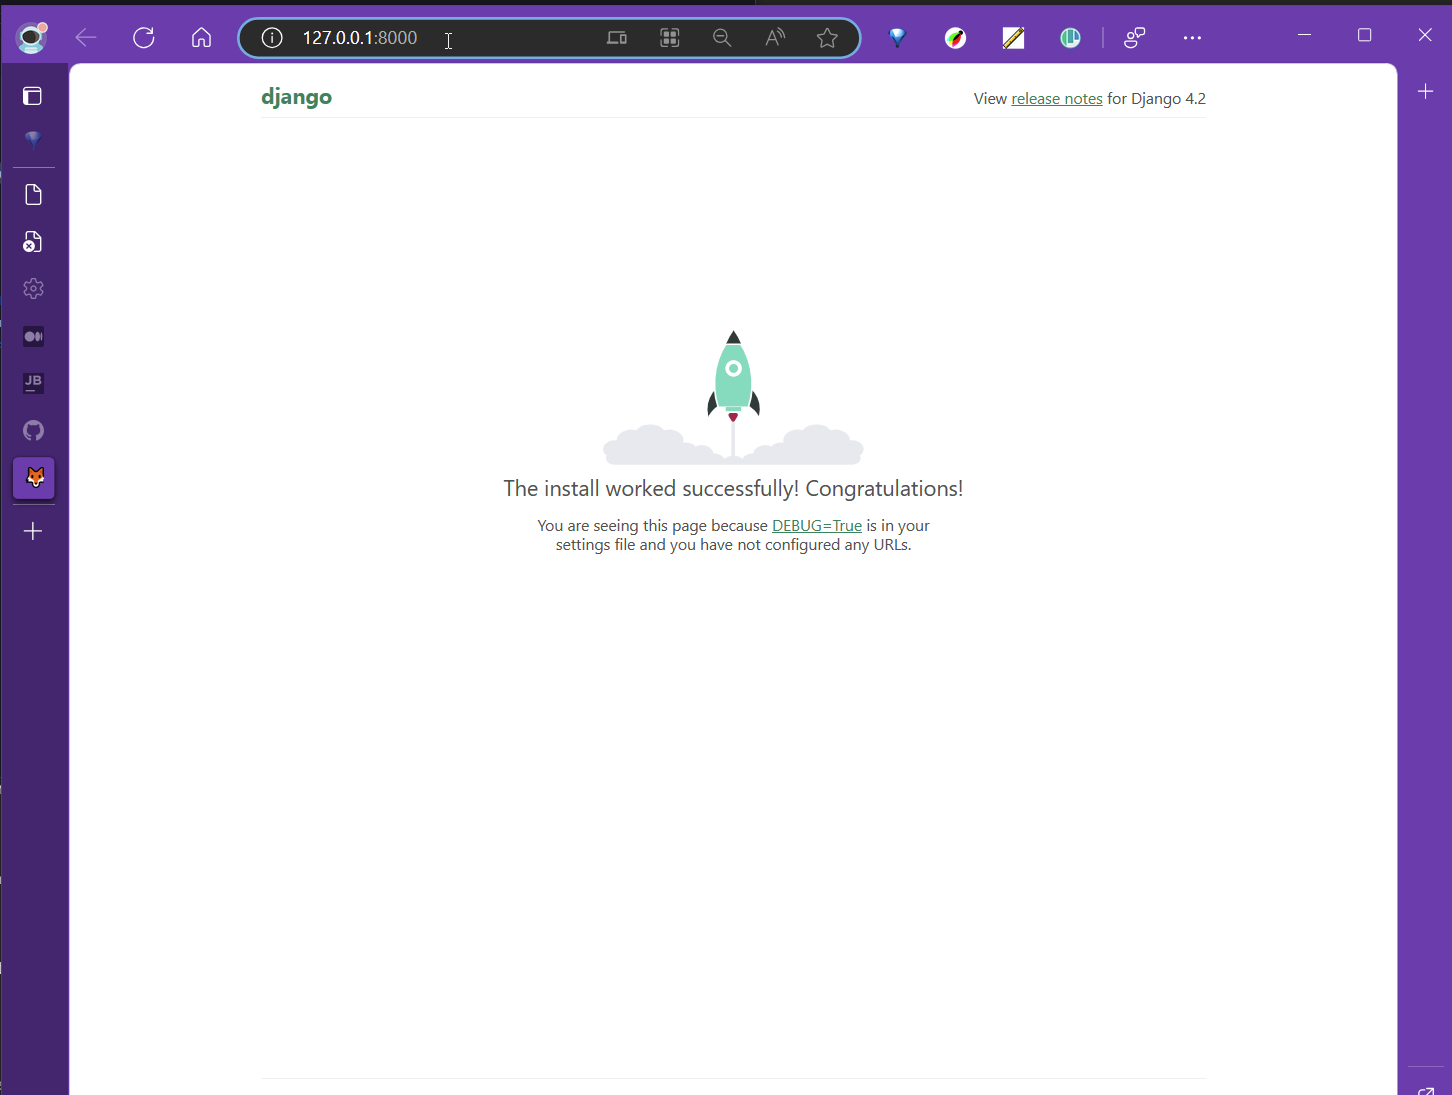 127.0.0.1:8000
django
View release notes for Django 4.2
JB
The install worked successfully! Congratulations!
You are seeing this page because DEBUG=True is in your
settings file and you have not configured any URLs.